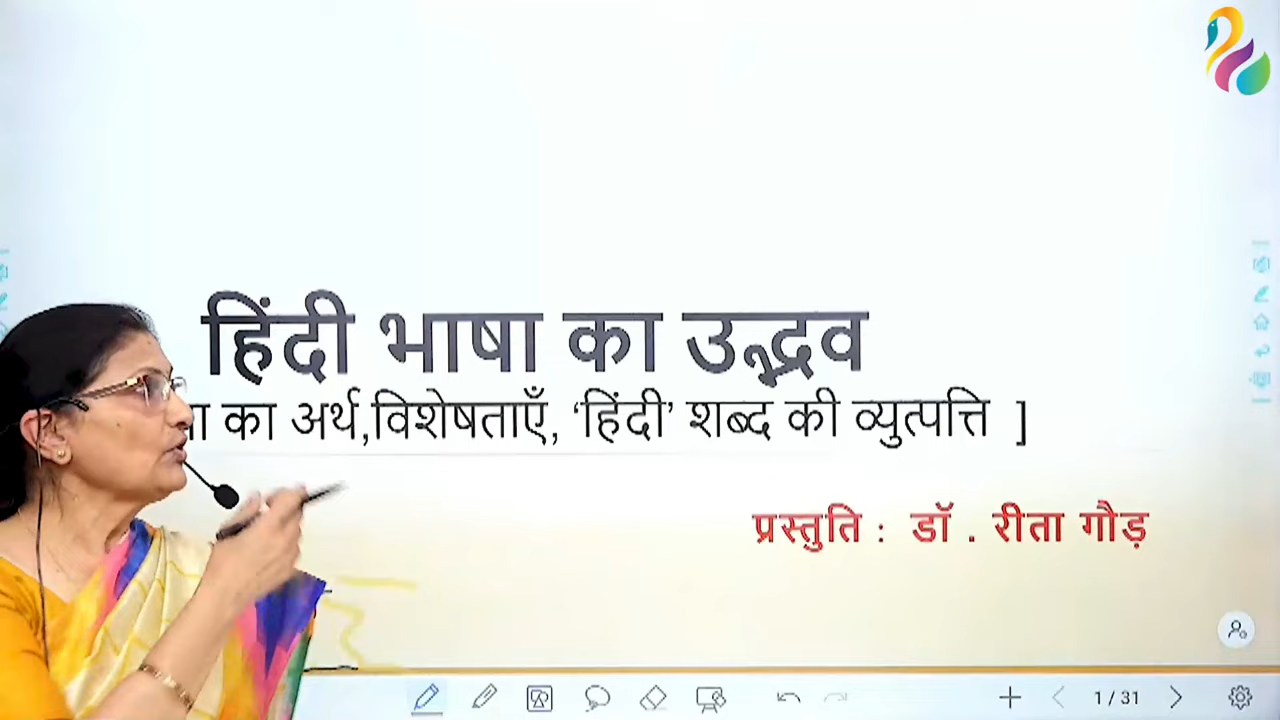 हिंदी भाषा का उद्भव
का अर्थ,विशेषताएँ, ‘हिंदी’ शब्द की व्युत्पत्ति ]
प्रस्तुति : डॉ . रीता गौड़
1 / 31